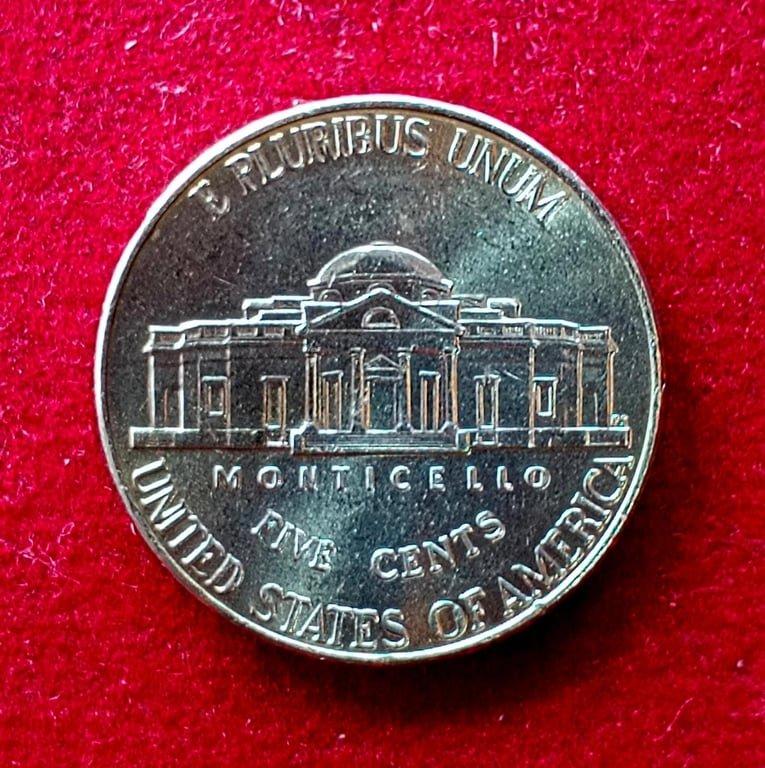 E PLURIBUS UNUM
MONTICELLO
FIVE CENTS
UNITED STATES OF AMERICA